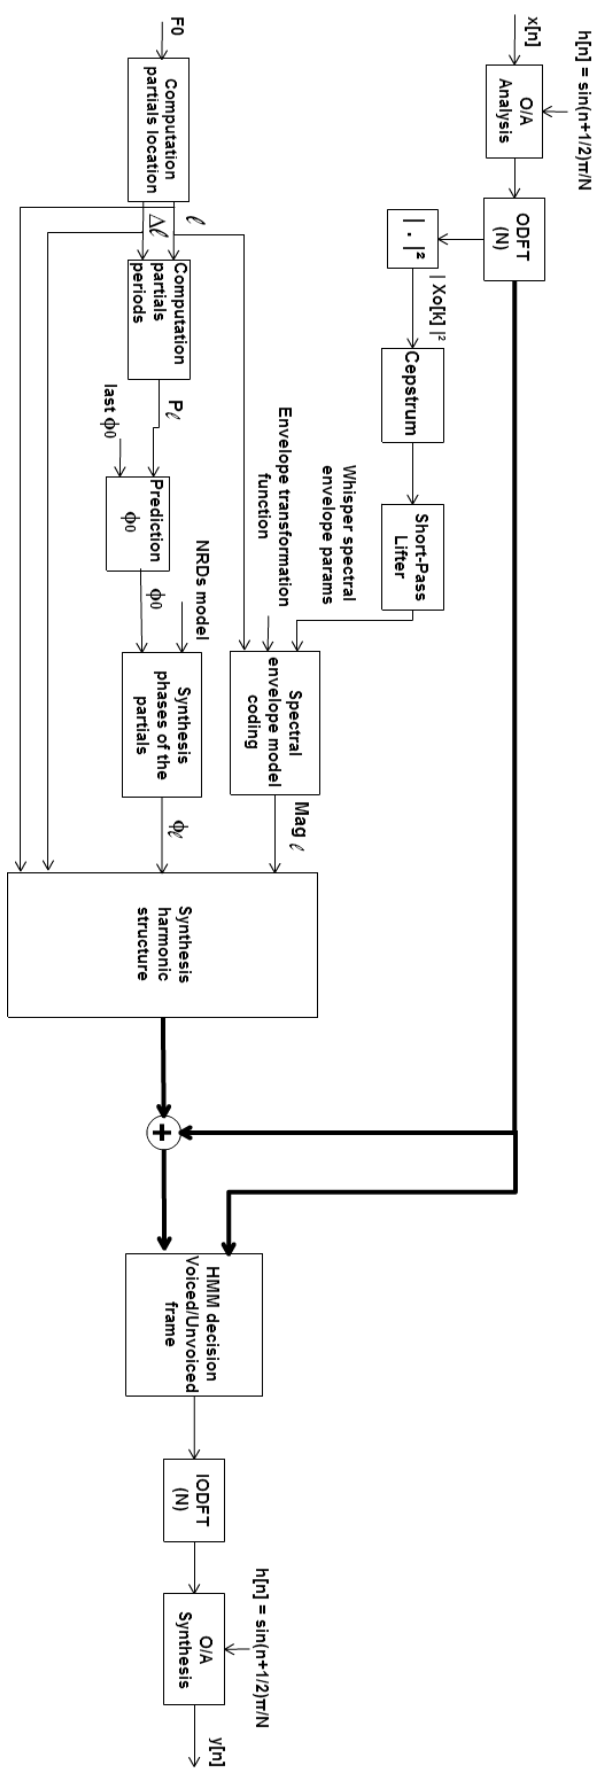 h[n] = sin(n+1/2)π/N
x[n]
O/A
Analysis
ODFT
(N)
| · |²
| Xo[k] |²
Cepstrum
Short-Pass
Lifter
Whisper spectral
envelope params
Envelope transformation
function
Spectral
envelope model
coding
Mag ℓ
F0
Computation
partials location
ℓ
Δℓ
Computation
partials
periods
Pℓ
last ϕ0
Prediction
ϕ0
ϕ0
NRDs model
Synthesis
phases of the
partials
ϕℓ
Synthesis
harmonic
structure
+
HMM decision
Voiced/Unvoiced
frame
IODFT
(N)
h[n] = sin(n+1/2)π/N
O/A
Synthesis
y[n]